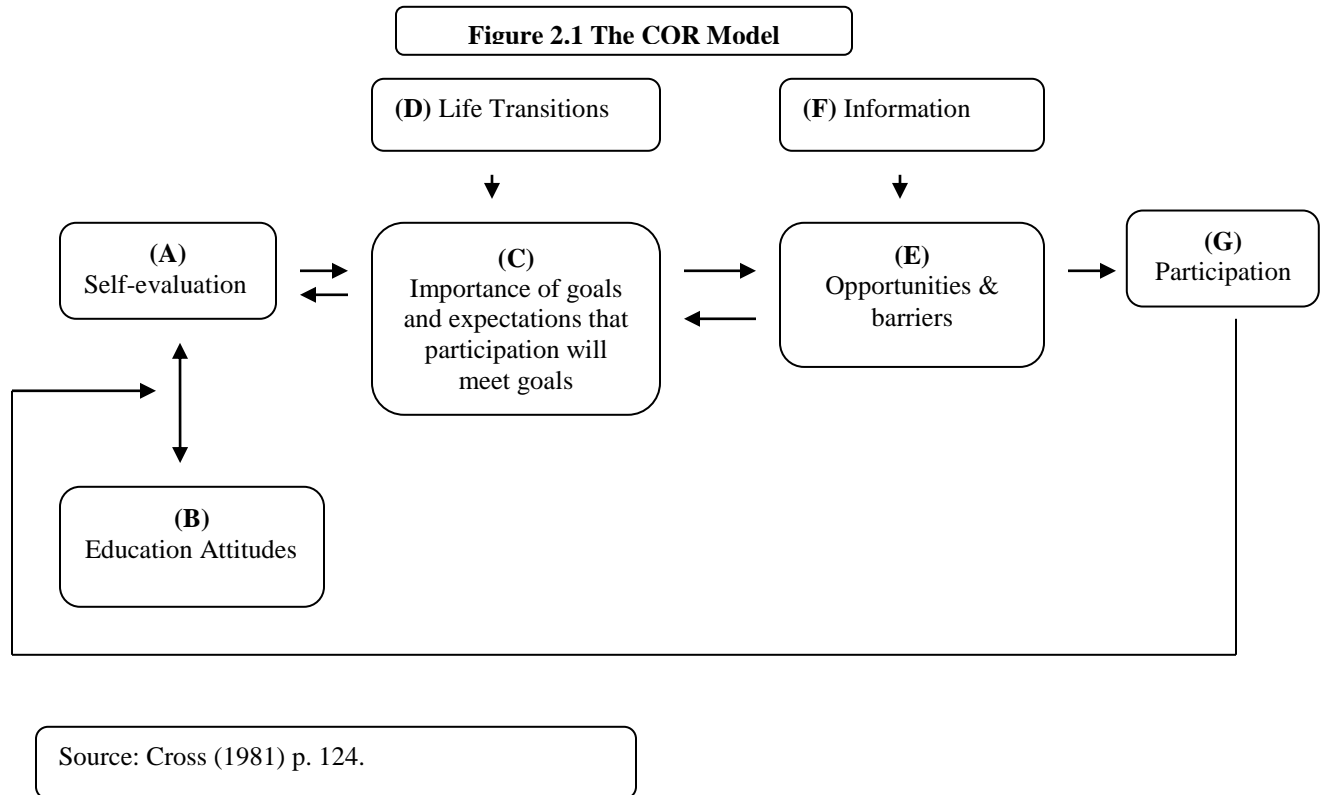 Figure 2.1 The COR Model
(D) Life Transitions
(F) Information
(A)
Self-evaluation
(C)
Importance of goals
and expectations that
participation will
meet goals
(E)
Opportunities &
barriers
(G)
Participation
(B)
Education Attitudes
Source: Cross (1981) p. 124.